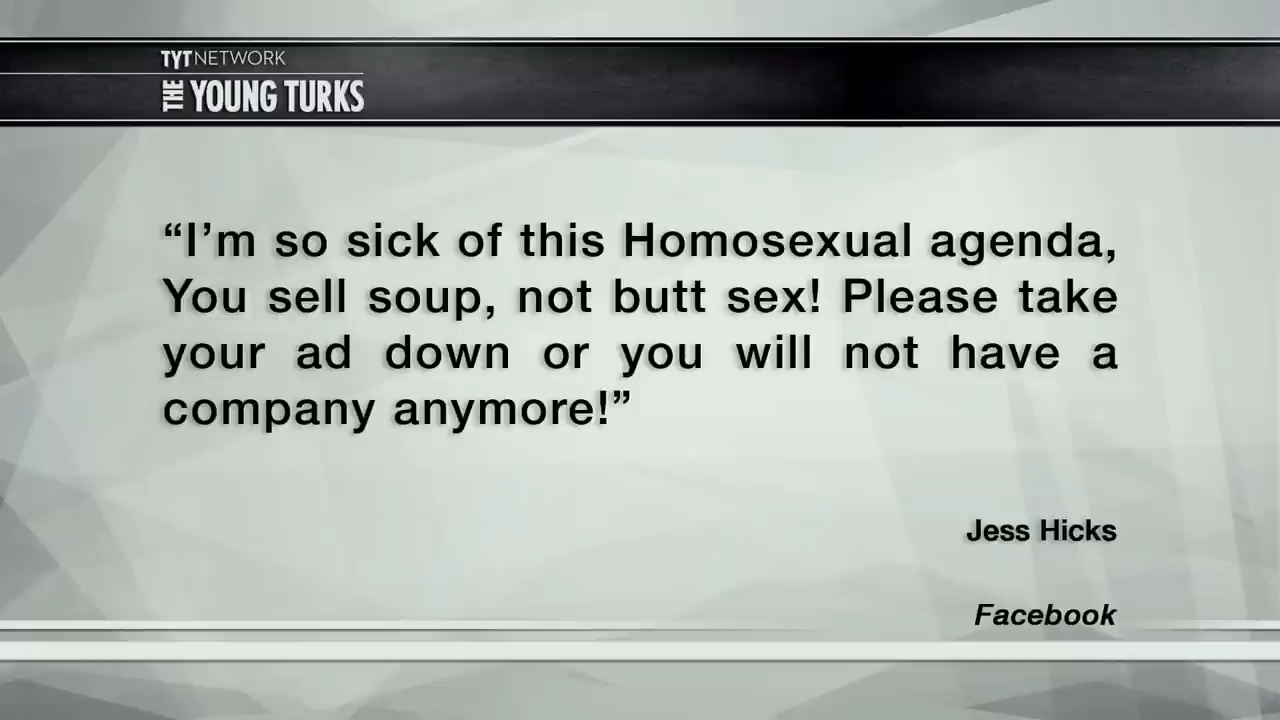 TYTNETWORK
THE YOUNG TURKS
“I’m so sick of this Homosexual agenda,
You sell soup, not butt sex! Please take
your ad down or you will not have a
company anymore!”
Jess Hicks
Facebook